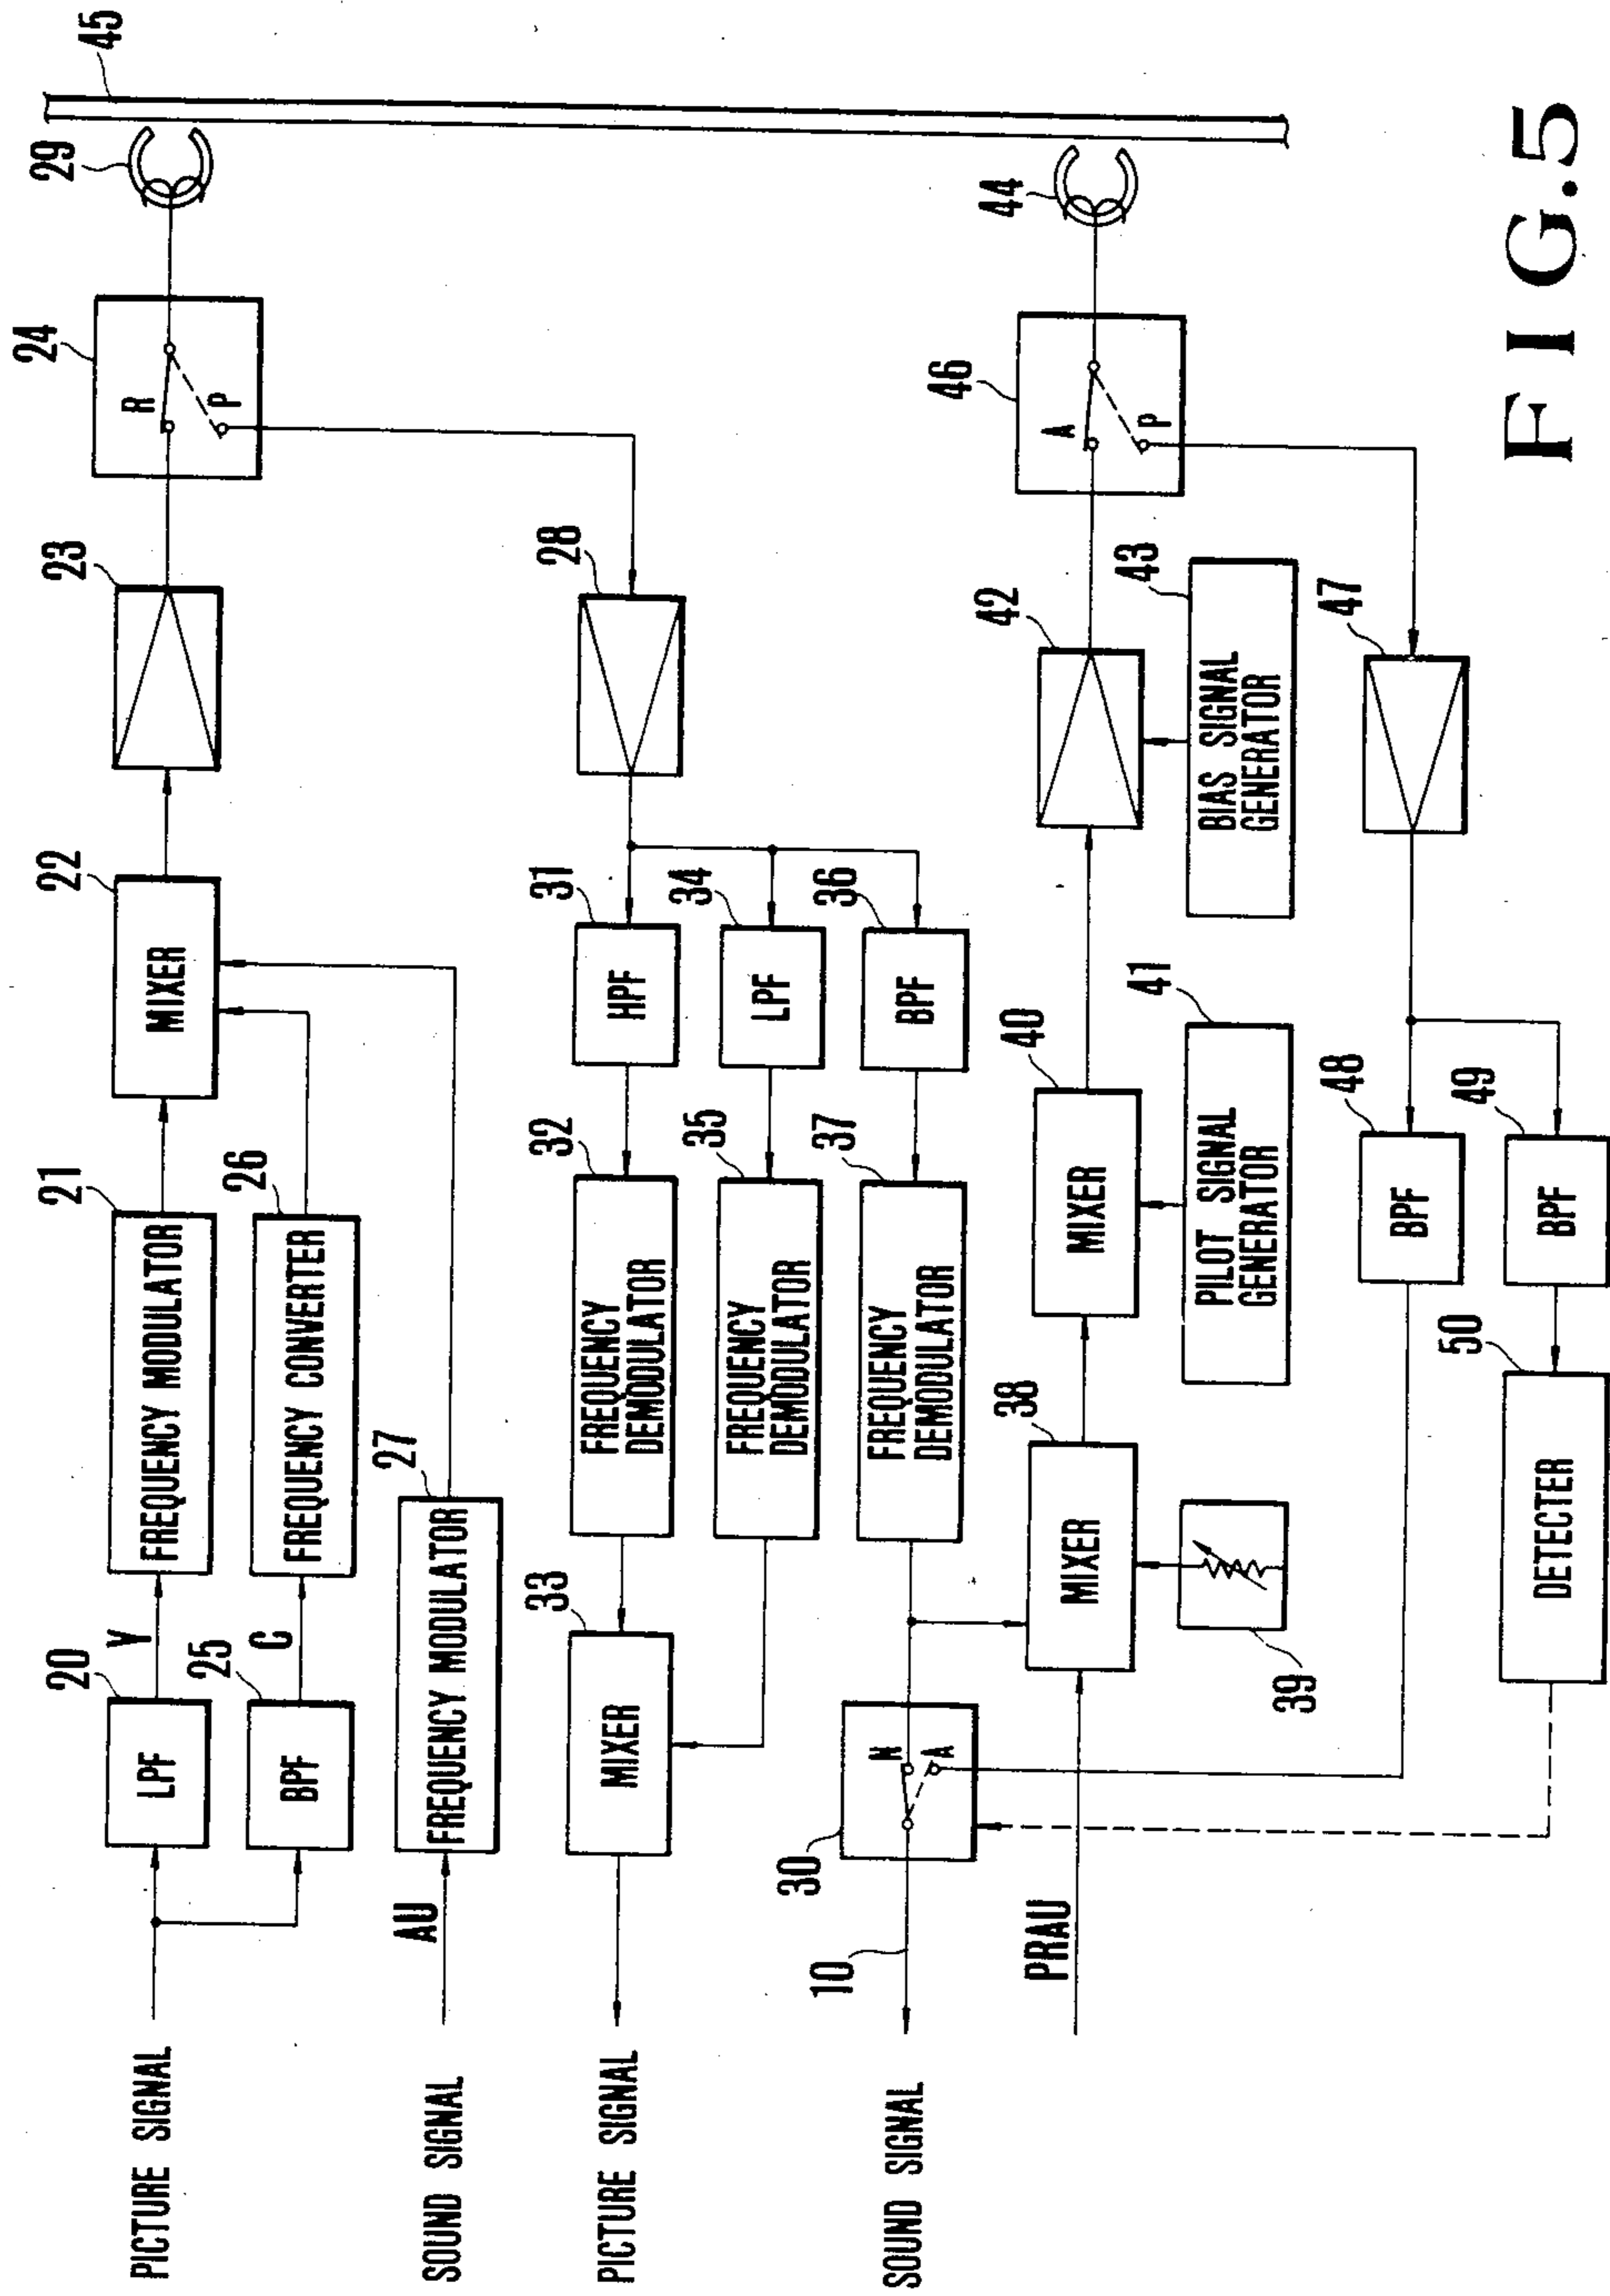 45
29
24
R
P
23
22
MIXER
21
FREQUENCY MODULATOR
Y
20
LPF
PICTURE SIGNAL
26
FREQUENCY CONVERTER
C
25
BPF
27
FREQUENCY MODULATOR
AU
SOUND SIGNAL
28
31
HPF
32
FREQUENCY
DEMODULATOR
33
MIXER
PICTURE SIGNAL
34
LPF
35
FREQUENCY
DEMODULATOR
36
BPF
37
FREQUENCY
DEMODULATOR
30
N
A
10
SOUND SIGNAL
44
46
A
P
42
43
BIAS SIGNAL
GENERATOR
40
MIXER
41
PILOT SIGNAL
GENERATOR
38
MIXER
39
PRAU
47
48
BPF
49
BPF
50
DETECTER
FIG.5